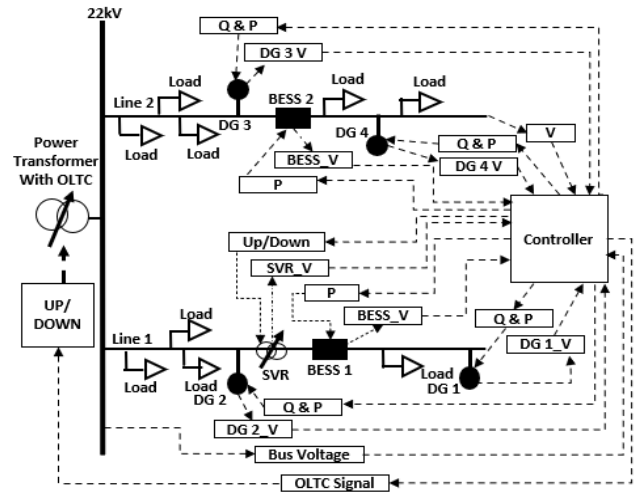 22kV
Q & P
DG 3 V
Load
Load
Load
Line 2
BESS 2
DG 3
DG 4
V
Load
Load
Q & P
Power
Transformer
With OLTC
BESS_V
DG 4 V
P
Up/Down
Controller
SVR_V
P
UP/
DOWN
BESS_V
Q & P
Load
Line 1
DG 1_V
Load
Load
SVR
BESS 1
Load
DG 1
DG 2
Q & P
DG 2_V
Bus Voltage
OLTC Signal